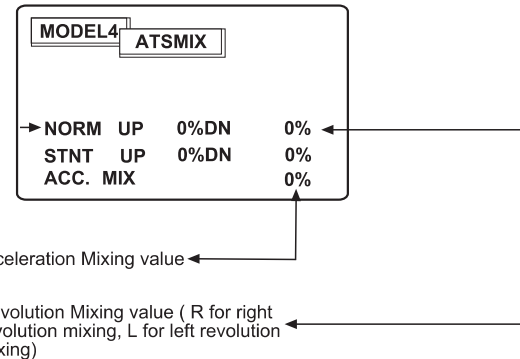 MODEL4
ATSMIX
NORM UP 0%DN 0%
STNT UP 0%DN 0%
ACC. MIX 0%
celeration Mixing value
volution Mixing value ( R for right
volution mixing, L for left revolution
xing)